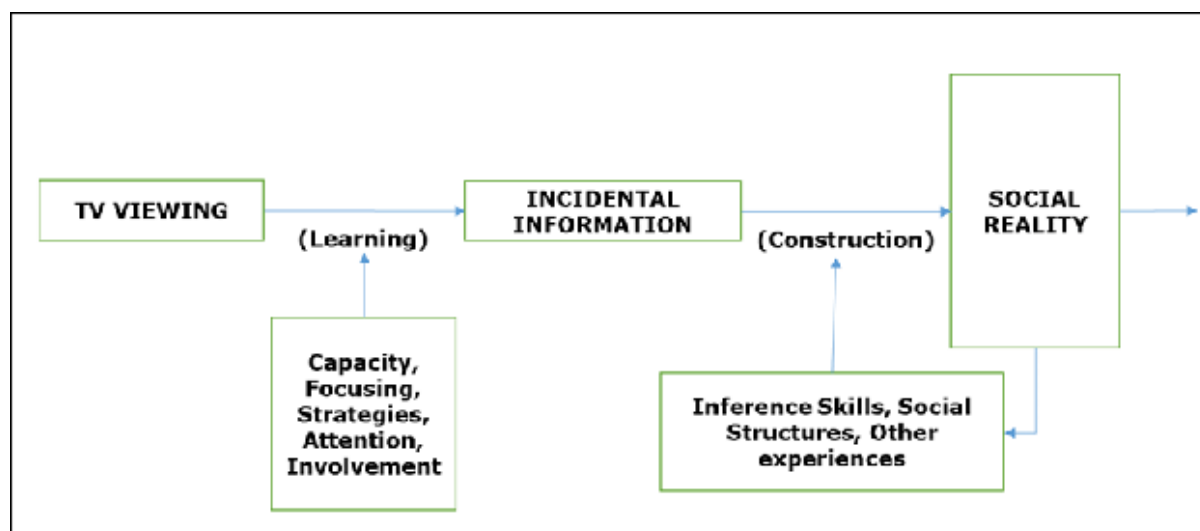 TV VIEWING
(Learning)
INCIDENTAL
INFORMATION
(Construction)
SOCIAL
REALITY
Capacity,
Focusing,
Strategies,
Attention,
Involvement
Inference Skills, Social
Structures, Other
experiences